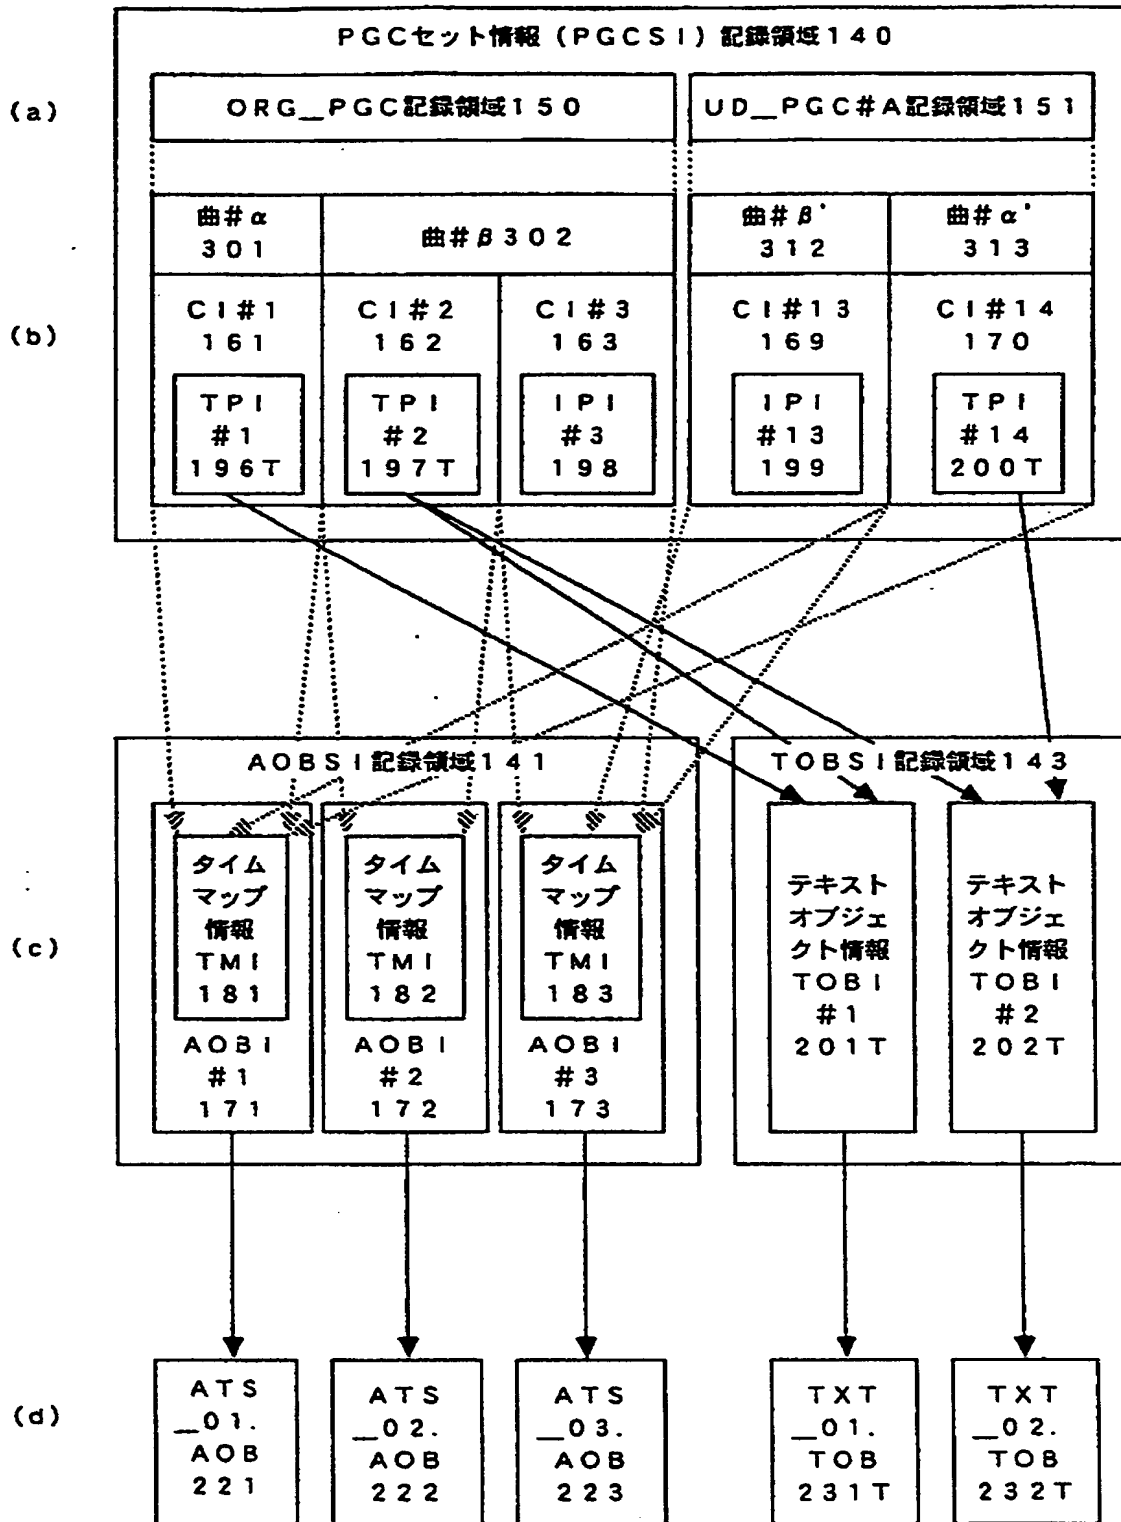 PGCセット情報(PGCSI)記録領域140
(a)
ORG__PGC記録領域150
UD__PGC#A記録領域151
曲#α
301
曲#β302
曲#β'
312
曲#α'
313
(b)
CI#1
161
CI#2
162
CI#3
163
CI#13
169
CI#14
170
TPI
#1
196T
TPI
#2
197T
IPI
#3
198
IPI
#13
199
TPI
#14
200T
AOBSI記録領域141
TOBSI記録領域143
(c)
タイム
マップ
情報
TMI
181
タイム
マップ
情報
TMI
182
タイム
マップ
情報
TMI
183
AOBI
#1
171
AOBI
#2
172
AOBI
#3
173
テキスト
オブジェ
クト情報
TOBI
#1
201T
テキスト
オブジェ
クト情報
TOBI
#2
202T
(d)
ATS
__01.
AOB
221
ATS
__02.
AOB
222
ATS
__03.
AOB
223
TXT
__01.
TOB
231T
TXT
__02.
TOB
232T